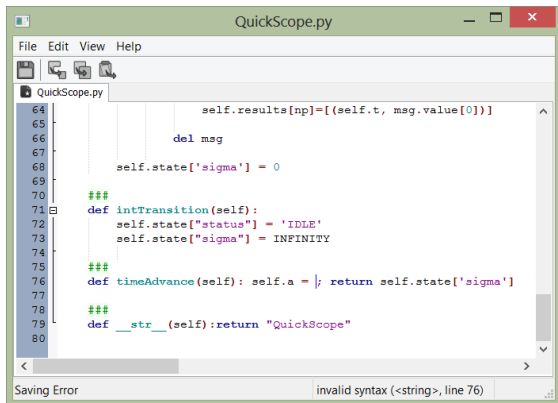 QuickScope.py
File Edit View Help
QuickScope.py
64 self.results[np]=[(self.t, msg.value[0])]
65
66 del msg
67
68 self.state['sigma'] = 0
69
70 ###
71 def intTransition(self):
72 self.state["status"] = 'IDLE'
73 self.state["sigma"] = INFINITY
74
75 ###
76 def timeAdvance(self): self.a = ; return self.state['sigma']
77
78 ###
79 def __str__(self):return "QuickScope"
80
Saving Error invalid syntax (<string>, line 76)